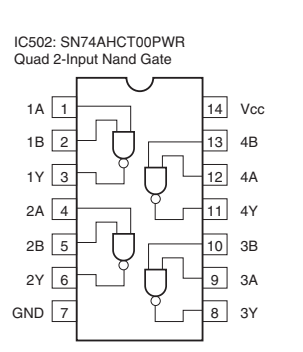 IC502: SN74AHCT00PWR
Quad 2-Input Nand Gate
1A 1 14 Vcc
1B 2 13 4B
1Y 3 12 4A
2A 4 11 4Y
2B 5 10 3B
2Y 6 9 3A
GND 7 8 3Y